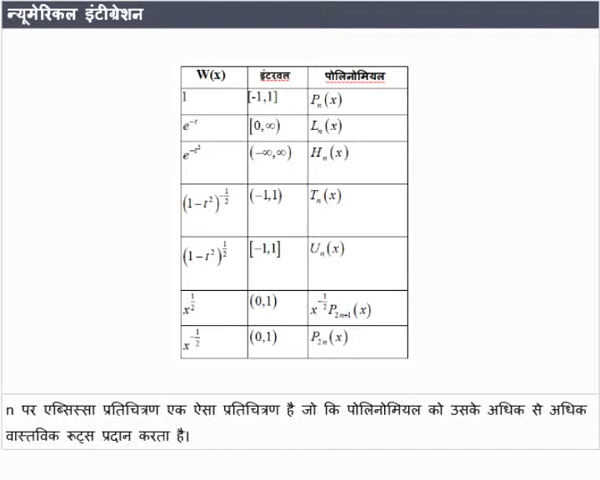 न्यूमेरिकल इंटीग्रेशन
W(x) इंटरवल पोलिनोमियल
1 [-1,1] Pₙ(x)
e⁻ᵗ [0,∞) Lₙ(x)
e^{-t²} (−∞,∞) Hₙ(x)
(1−t²)^{-1/2} (−1,1) Tₙ(x)
(1−t²)^{1/2} [−1,1] Uₙ(x)
x^{1/2} (0,1) x^{-1/2}P₂ₙ₊₁(x)
x^{-1/2} (0,1) P₂ₙ(x)
n पर एब्सिस्सा प्रतिचित्रण एक ऐसा प्रतिचित्रण है जो कि पोलिनोमियल को उसके अधिक से अधिक
वास्तविक रूट्स प्रदान करता है।